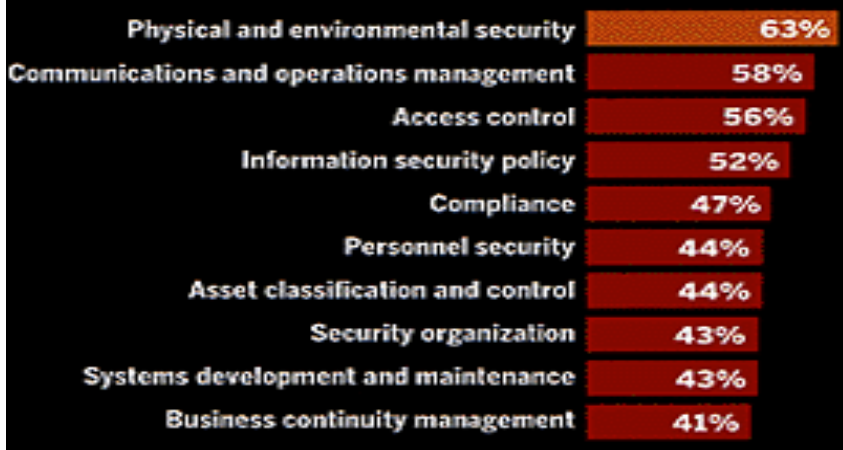 Physical and environmental security 63%
Communications and operations management 58%
Access control 56%
Information security policy 52%
Compliance 47%
Personnel security 44%
Asset classification and control 44%
Security organization 43%
Systems development and maintenance 43%
Business continuity management 41%